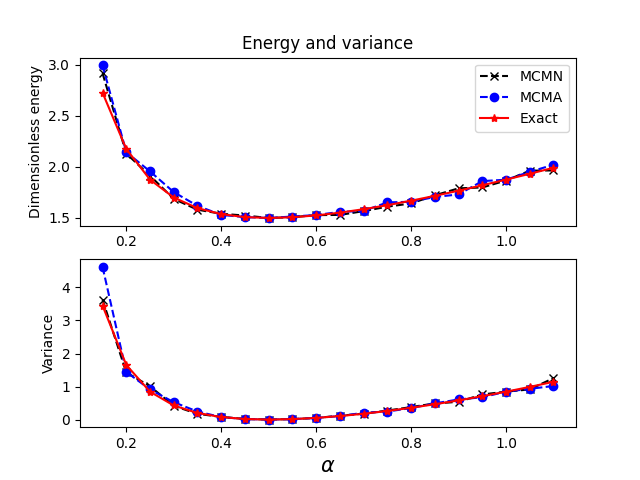 Energy and variance
Dimensionless energy
3.0
2.5
2.0
1.5
MCMN
MCMA
Exact
0.2 0.4 0.6 0.8 1.0
Variance
4
3
2
1
0
0.2 0.4 0.6 0.8 1.0
α